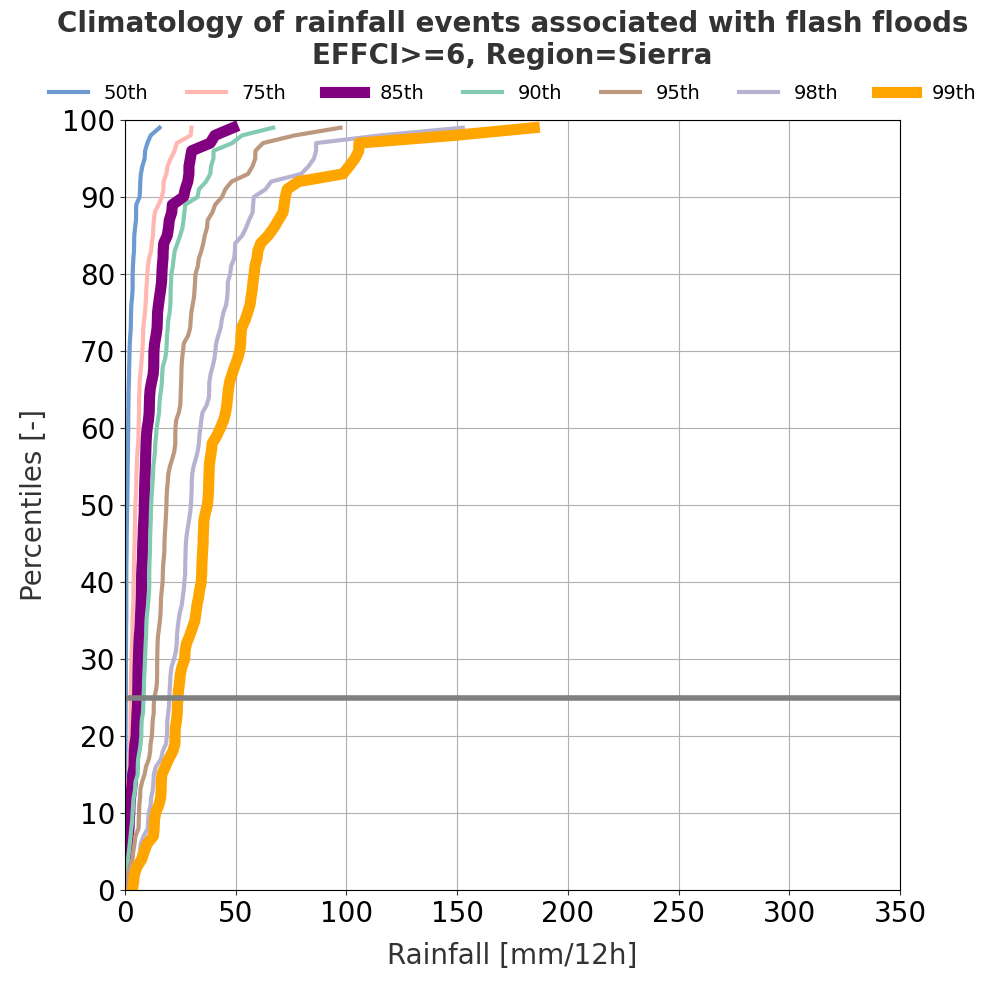 Climatology of rainfall events associated with flash floods
EFFCI>=6, Region=Sierra
50th 75th 85th 90th 95th 98th 99th
100
90
80
70
60
50
40
30
20
10
0
Percentiles [-]
0 50 100 150 200 250 300 350
Rainfall [mm/12h]